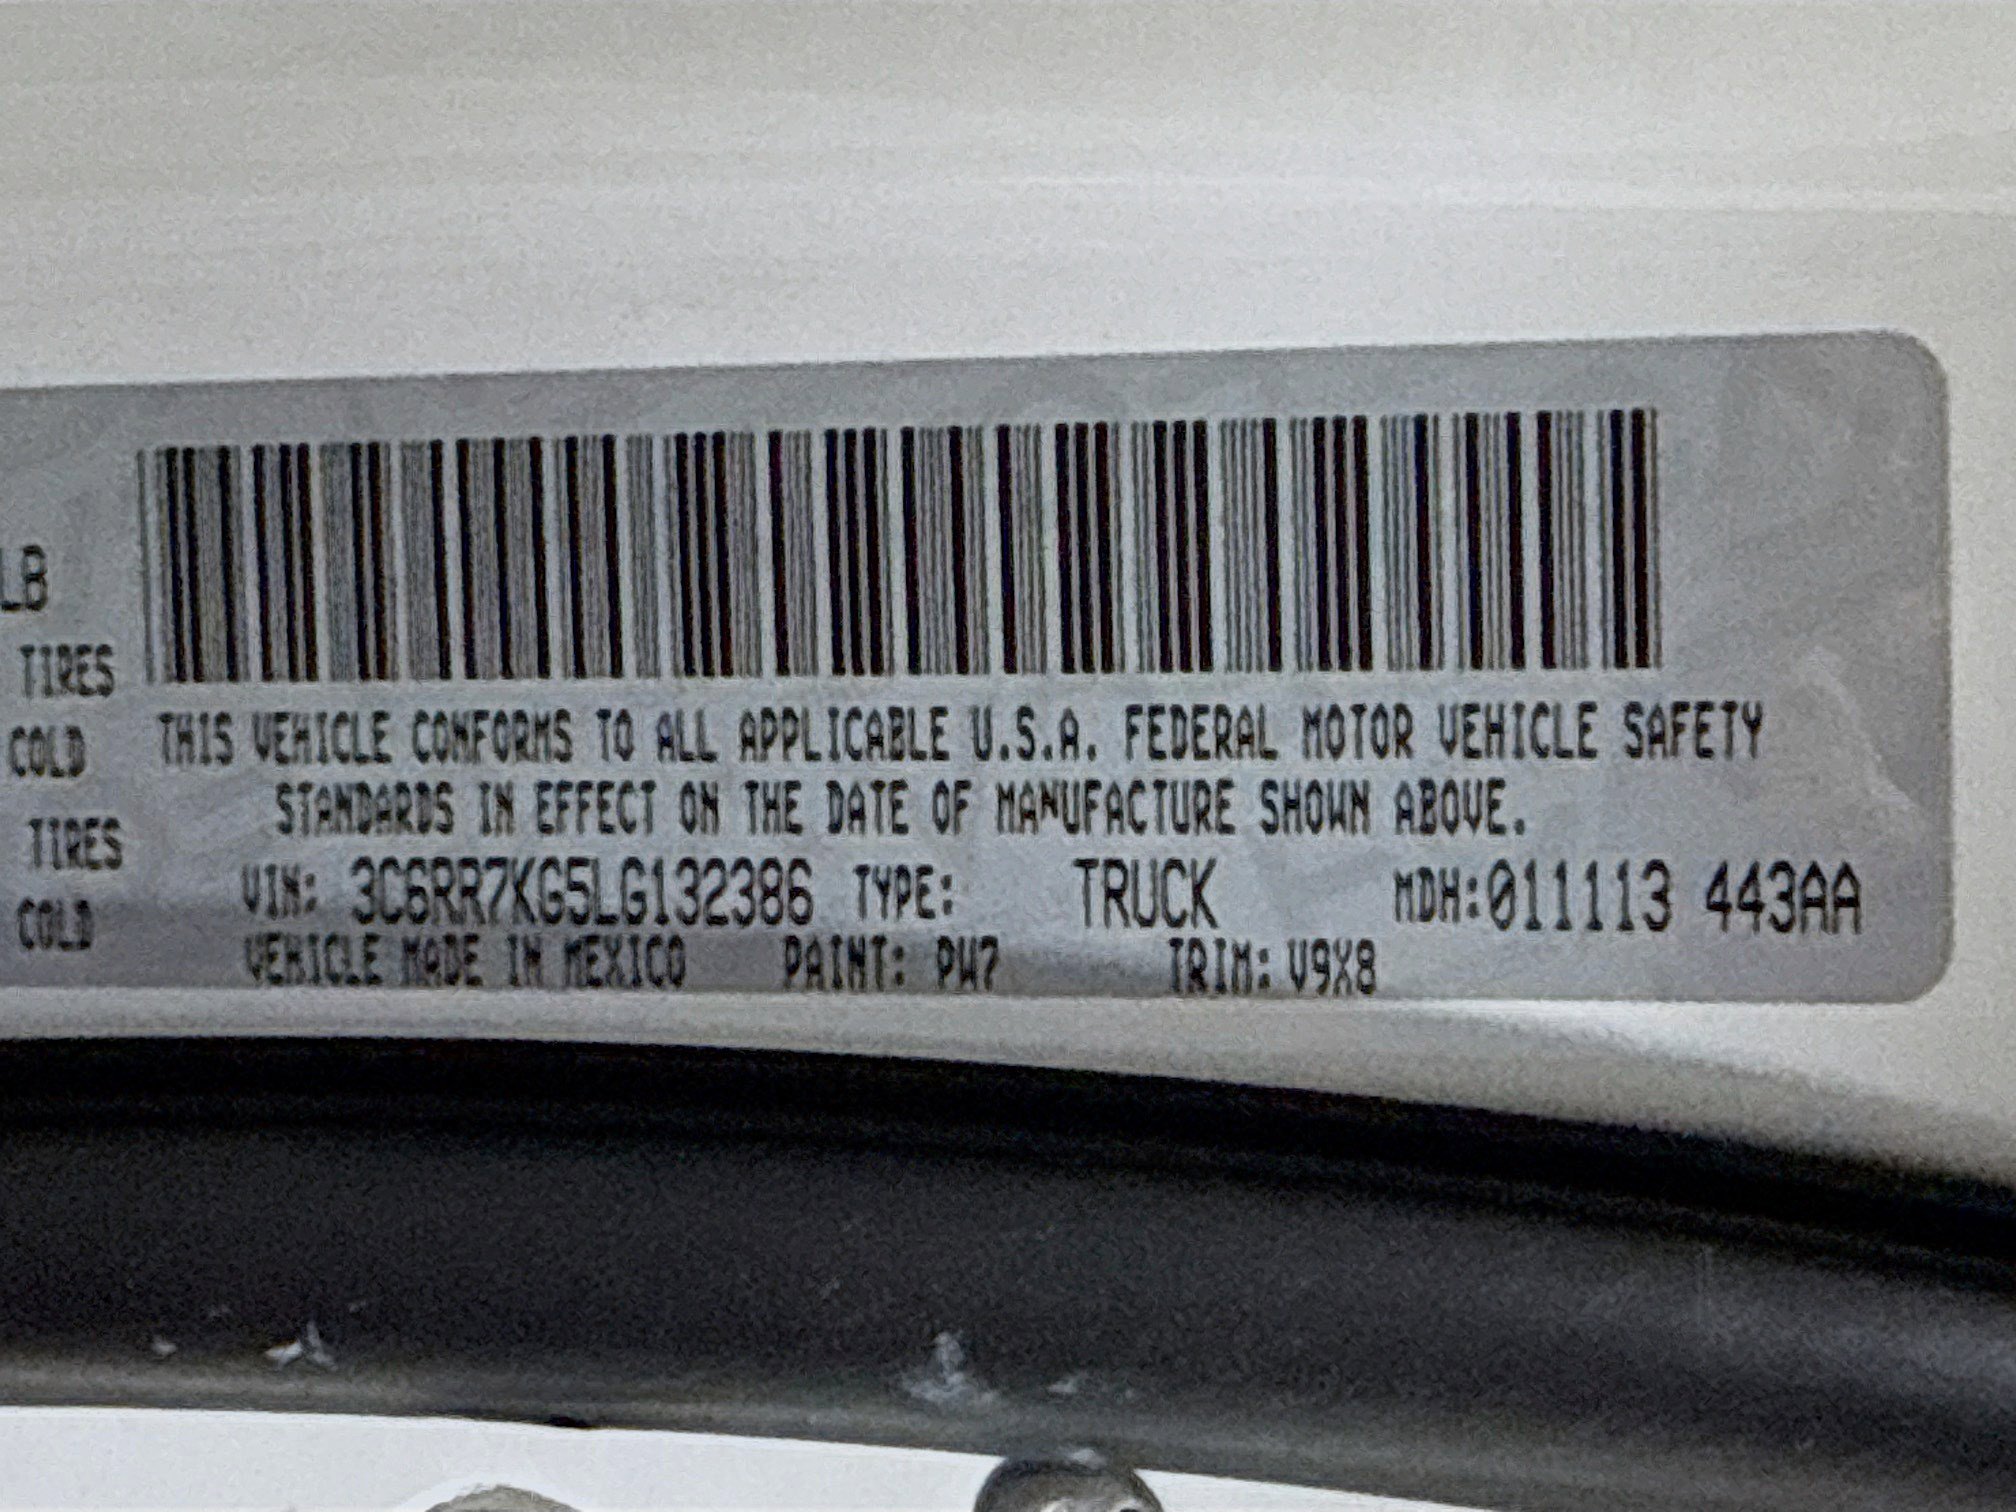 LB
TIRES
COLD
TIRES
COLD
THIS VEHICLE CONFORMS TO ALL APPLICABLE U.S.A. FEDERAL MOTOR VEHICLE SAFETY
STANDARDS IN EFFECT ON THE DATE OF MANUFACTURE SHOWN ABOVE.
VIN: 3C6RR7KG5LG132386 TYPE: TRUCK MDH:011113 443AA
VEHICLE MADE IN MEXICO PAINT: PW7 TRIM: V9X8